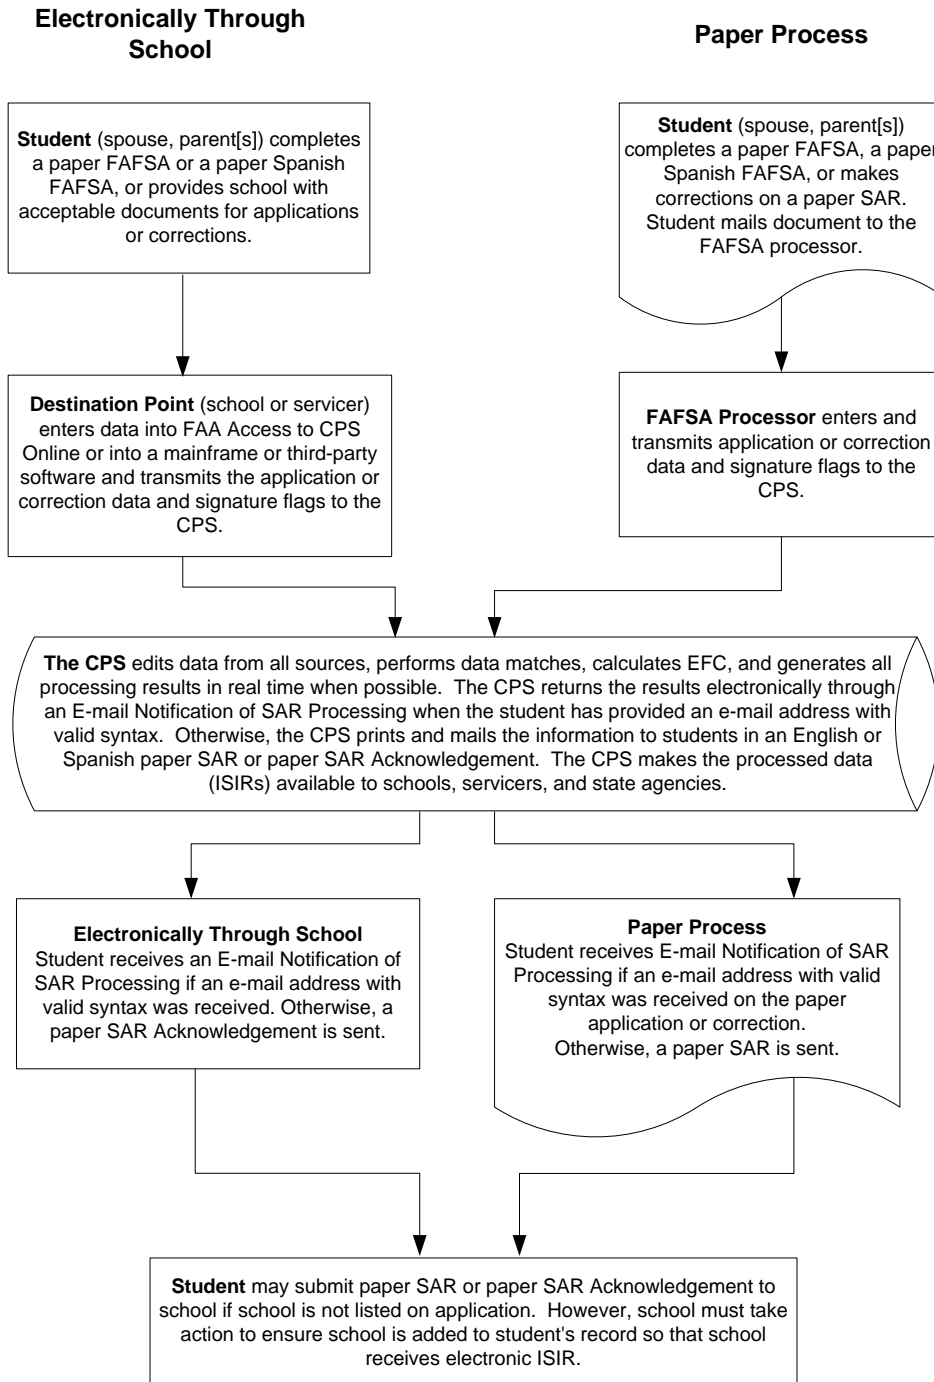 Electronically Through
School
Paper Process
Student (spouse, parent[s]) completes
a paper FAFSA or a paper Spanish
FAFSA, or provides school with
acceptable documents for applications
or corrections.
Student (spouse, parent[s])
completes a paper FAFSA, a paper
Spanish FAFSA, or makes
corrections on a paper SAR.
Student mails document to the
FAFSA processor.
Destination Point (school or servicer)
enters data into FAA Access to CPS
Online or into a mainframe or third-party
software and transmits the application or
correction data and signature flags to the
CPS.
FAFSA Processor enters and
transmits application or correction
data and signature flags to the
CPS.
The CPS edits data from all sources, performs data matches, calculates EFC, and generates all
processing results in real time when possible.  The CPS returns the results electronically through
an E-mail Notification of SAR Processing when the student has provided an e-mail address with
valid syntax.  Otherwise, the CPS prints and mails the information to students in an English or
Spanish paper SAR or paper SAR Acknowledgement.  The CPS makes the processed data
(ISIRs) available to schools, servicers, and state agencies.
Electronically Through School
Student receives an E-mail Notification of
SAR Processing if an e-mail address with
valid syntax was received. Otherwise, a
paper SAR Acknowledgement is sent.
Paper Process
Student receives E-mail Notification of SAR
Processing if an e-mail address with valid
syntax was received on the paper
application or correction.
Otherwise, a paper SAR is sent.
Student may submit paper SAR or paper SAR Acknowledgement to
school if school is not listed on application.  However, school must take
action to ensure school is added to student's record so that school
receives electronic ISIR.